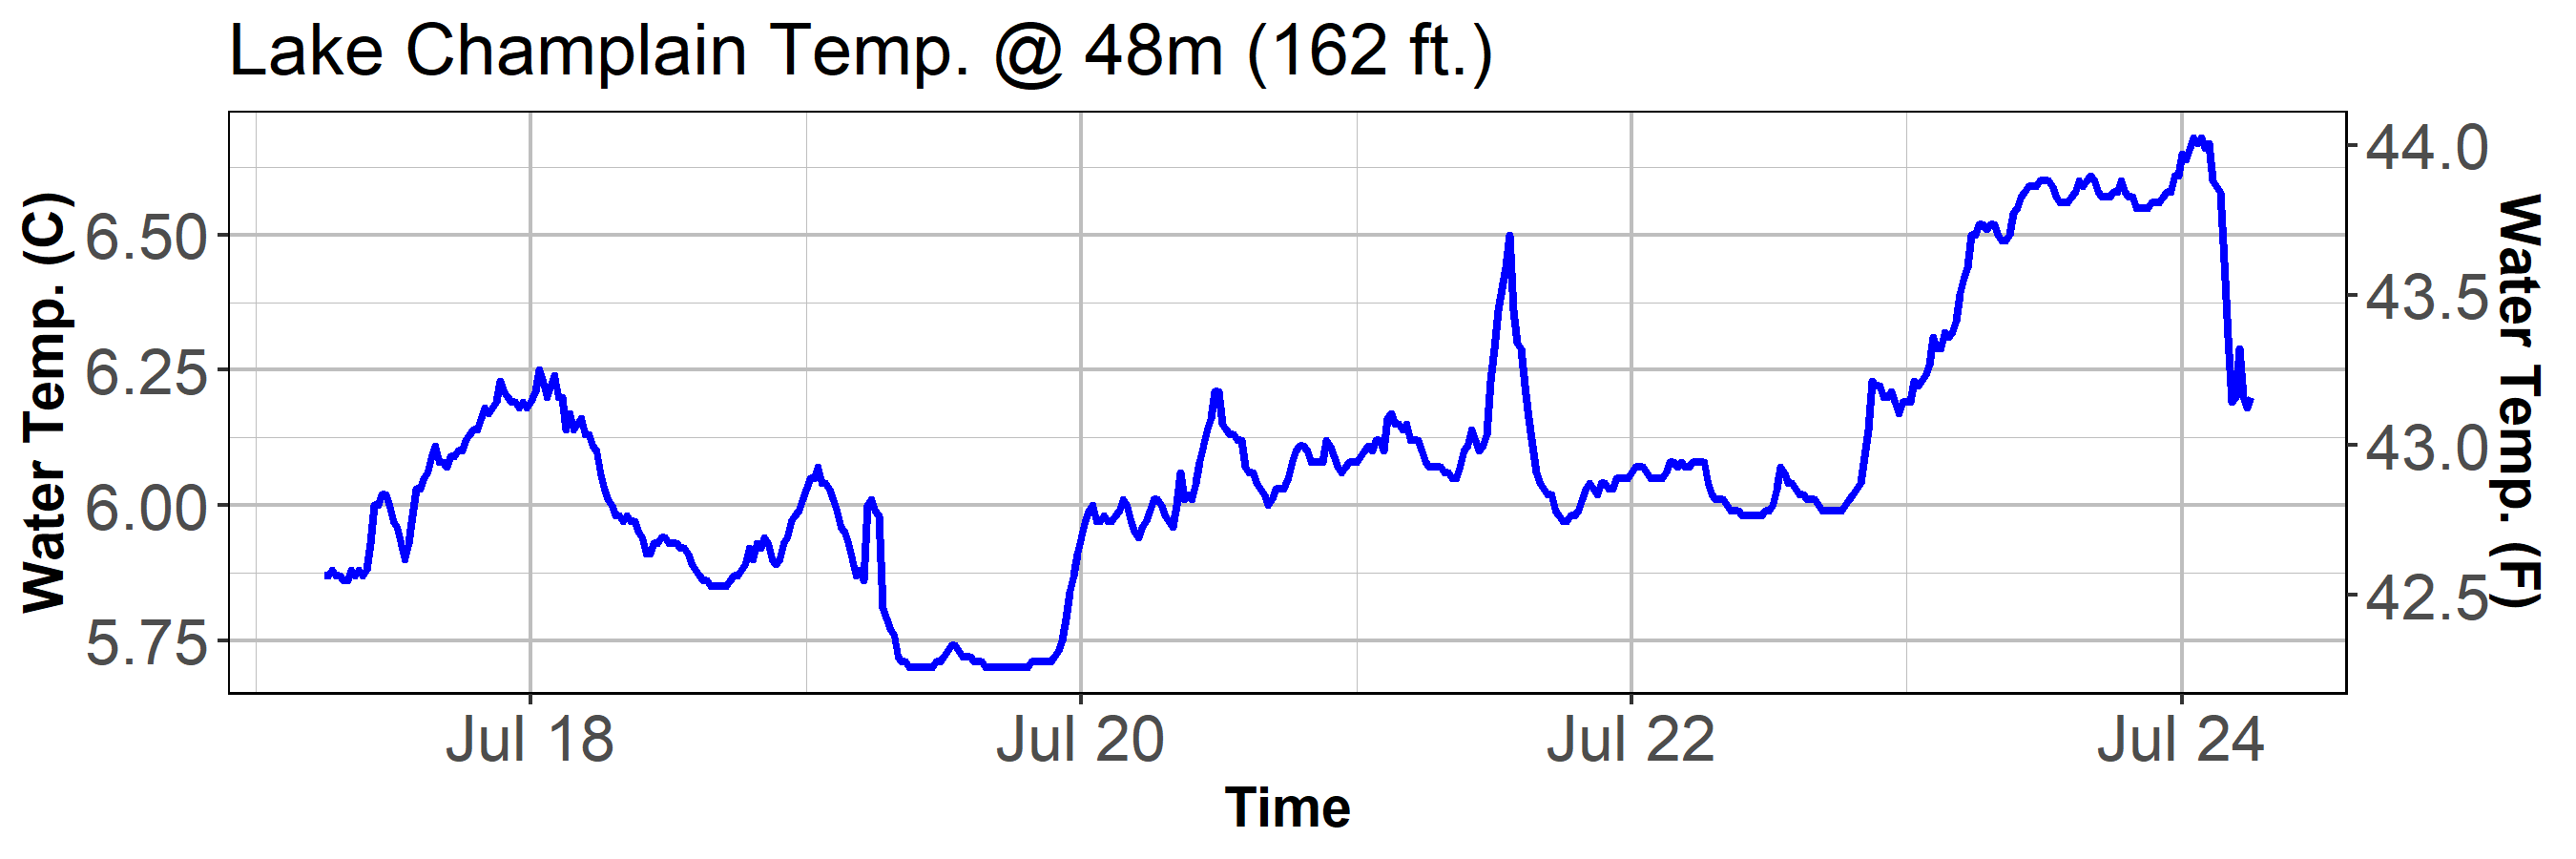 Lake Champlain Temp. @ 48m (162 ft.)
Water Temp. (C)
6.50
6.25
6.00
5.75
44.0
43.5
43.0
42.5
Water Temp. (F)
Jul 18 Jul 20 Jul 22 Jul 24
Time